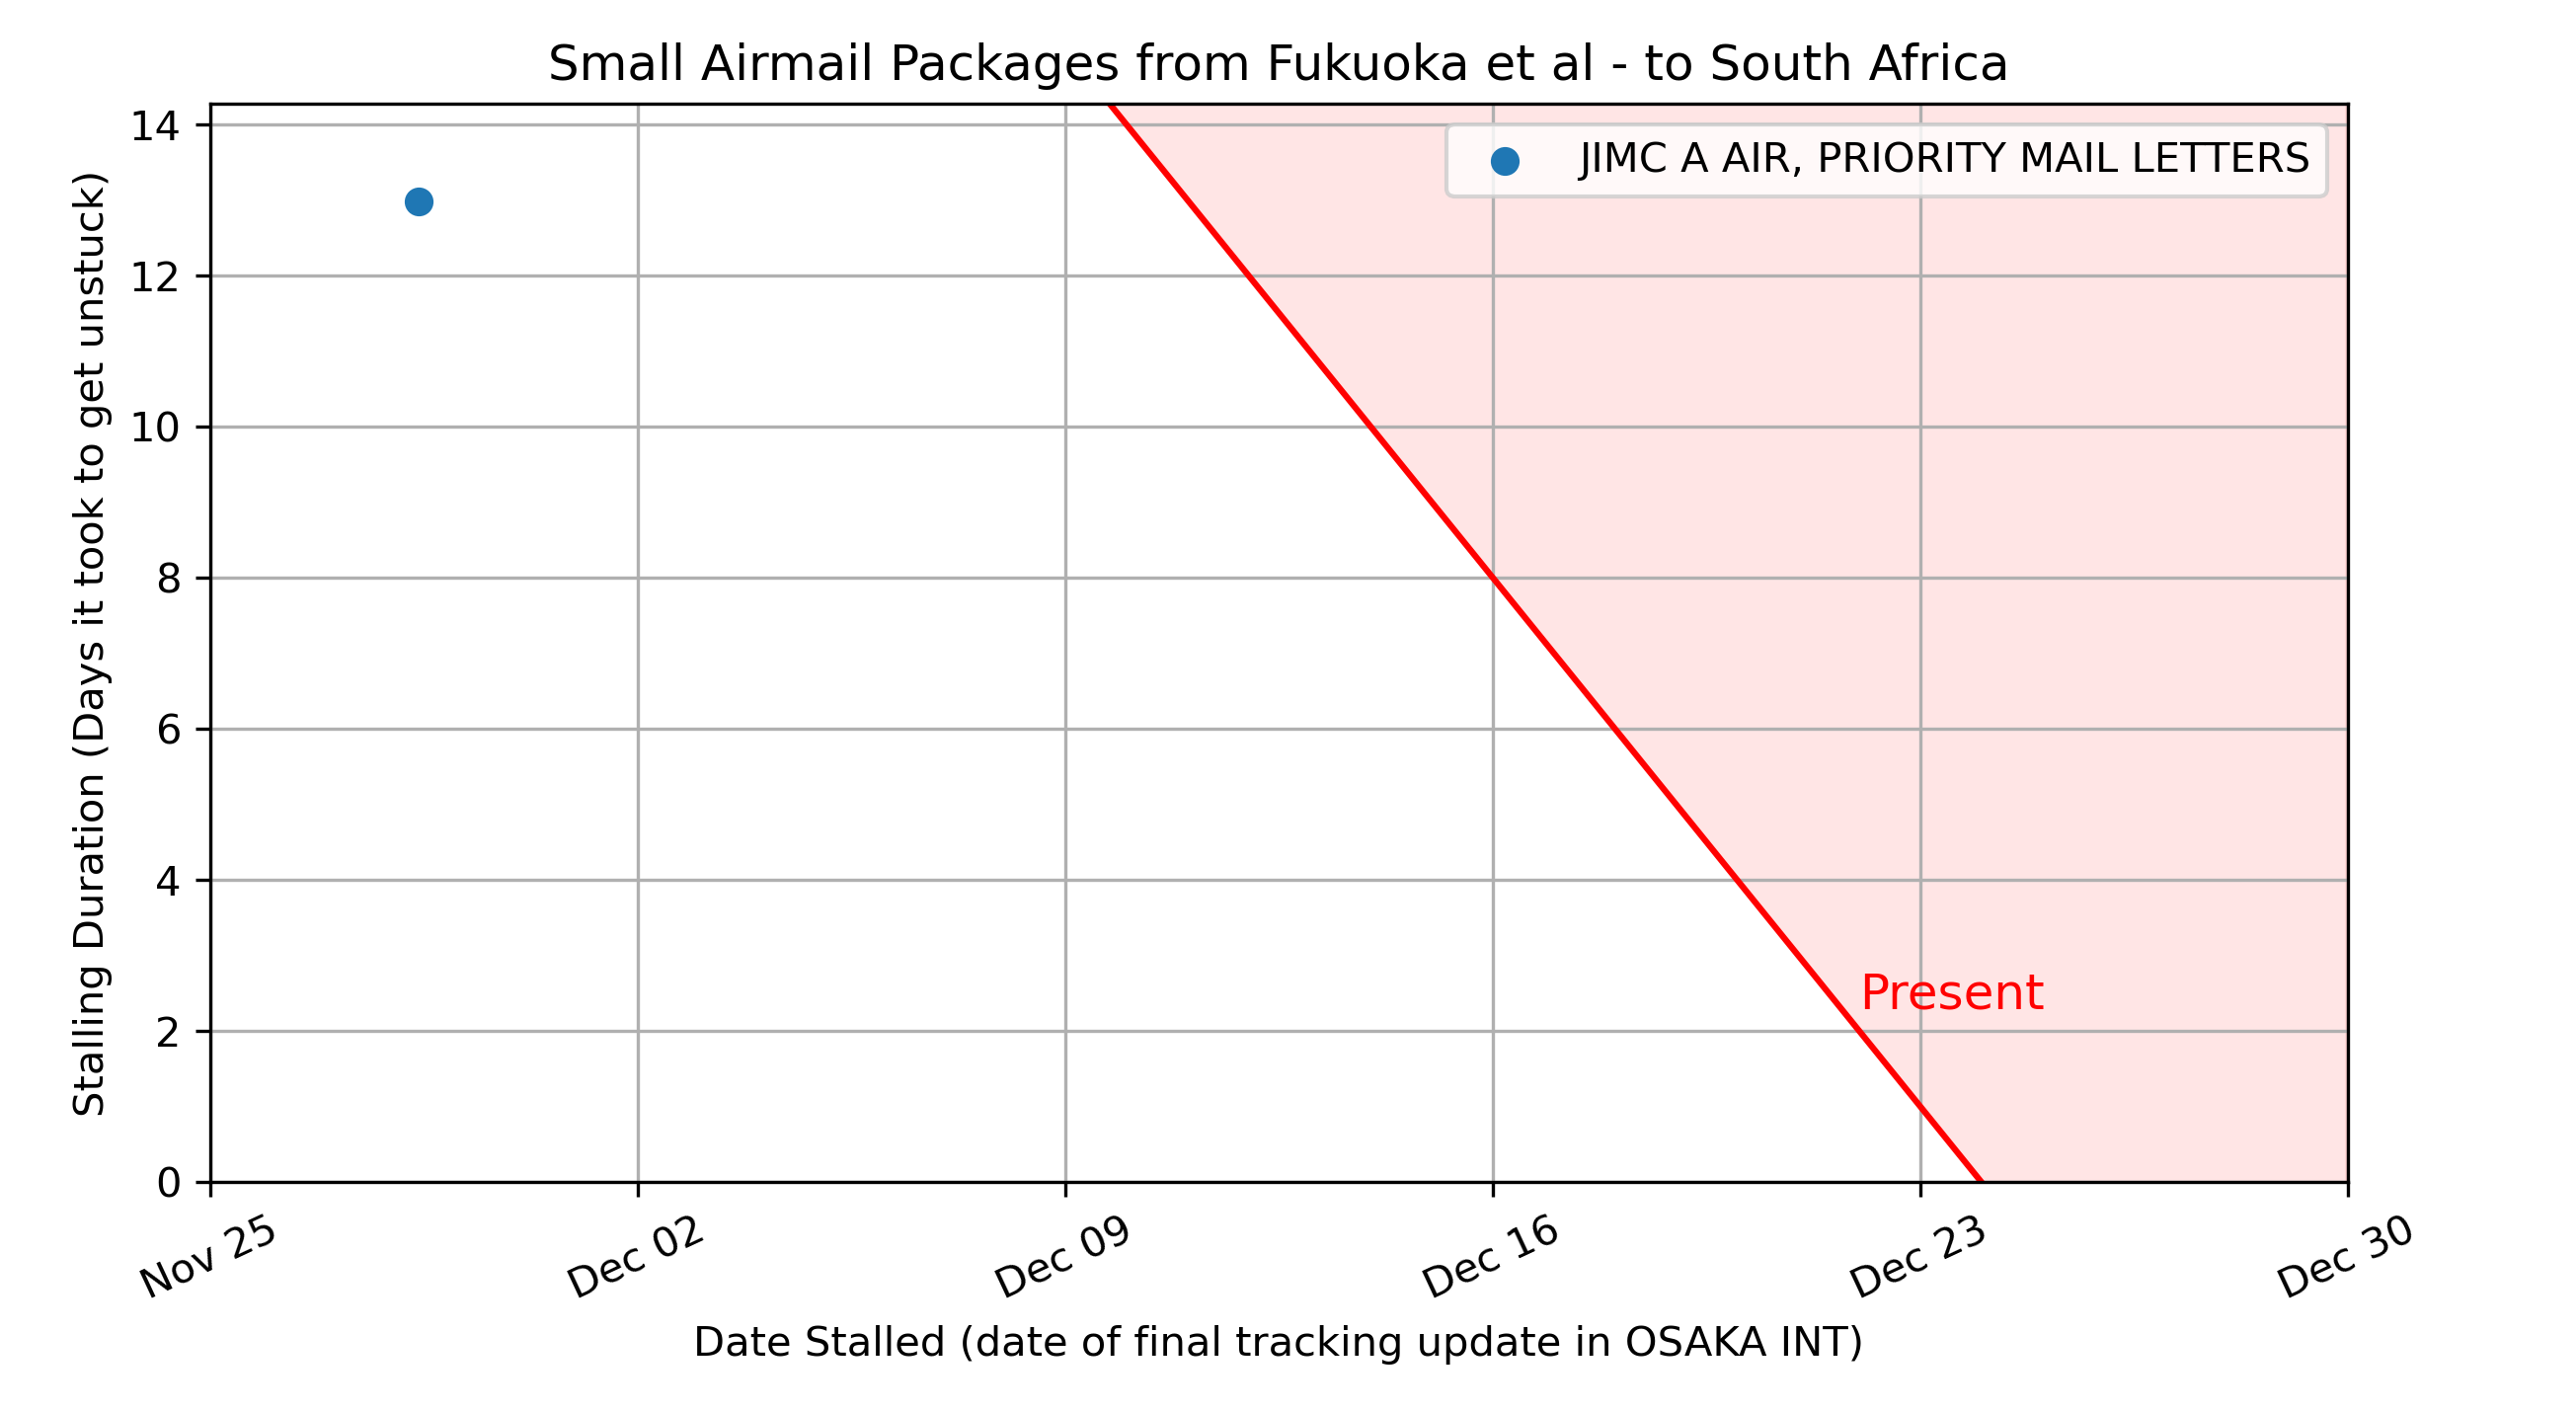 Small Airmail Packages from Fukuoka et al - to South Africa
JIMC A AIR, PRIORITY MAIL LETTERS
Stalling Duration (Days it took to get unstuck)
14
12
10
8
6
4
2
0
Present
Nov 25
Dec 02
Dec 09
Dec 16
Dec 23
Dec 30
Date Stalled (date of final tracking update in OSAKA INT)